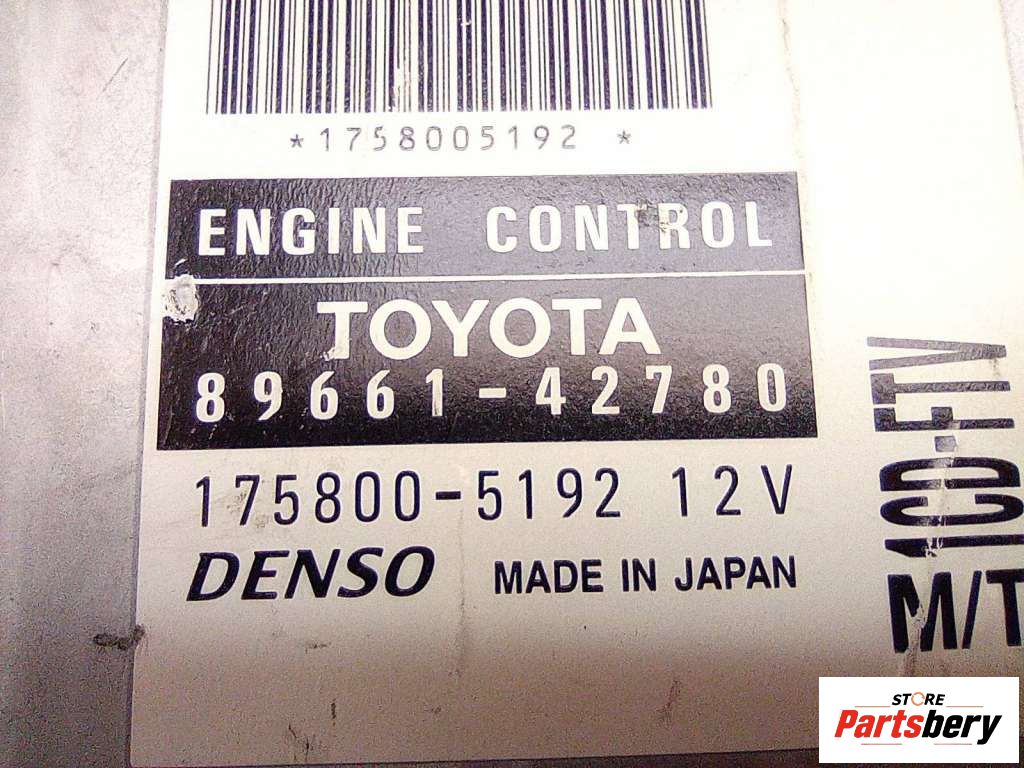 *1758005192 *
ENGINE CONTROL
TOYOTA
89661-42780
175800-5192 12V
DENSO MADE IN JAPAN
1CD-FTV
M/T
STORE
Partsbery